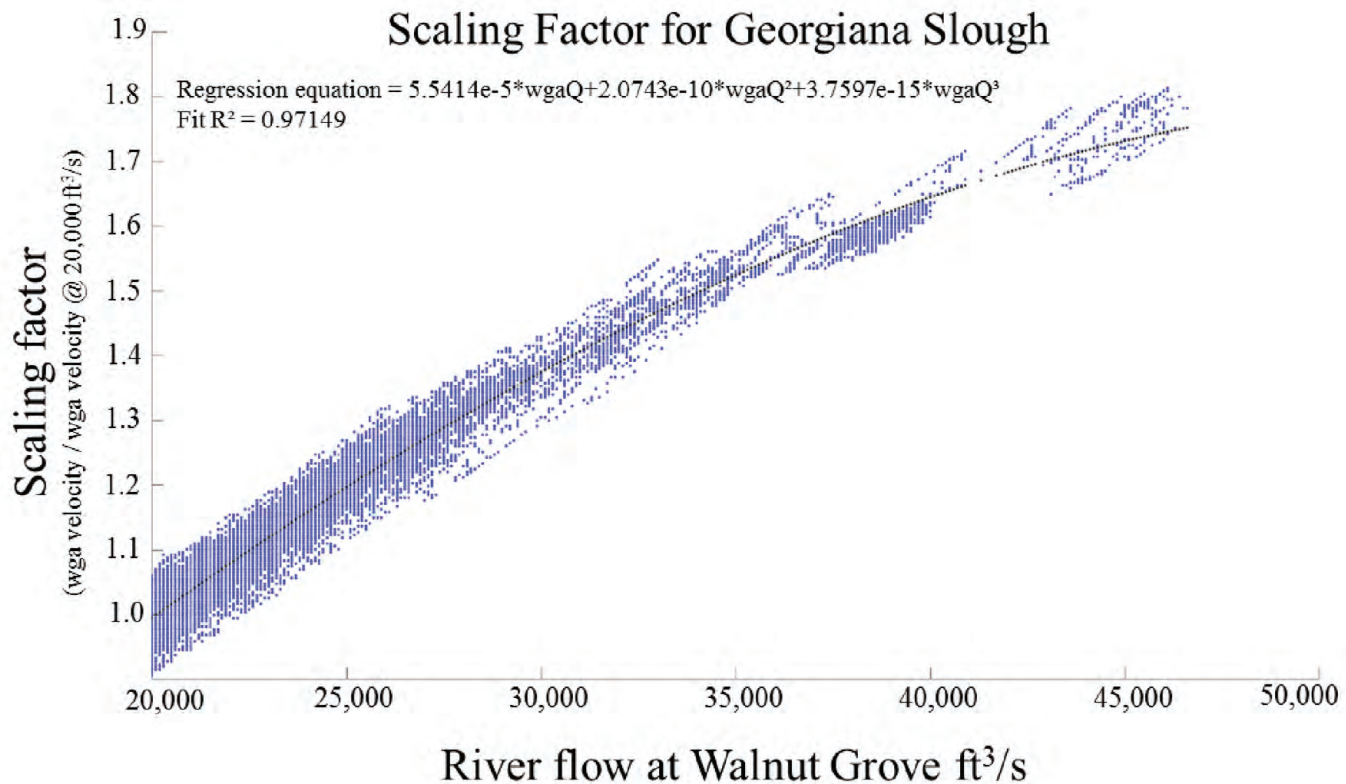 Scaling Factor for Georgiana Slough
Regression equation = 5.5414e-5*wgaQ+2.0743e-10*wgaQ²+3.7597e-15*wgaQ³
Fit R² = 0.97149
Scaling factor
(wga velocity / wga velocity @ 20,000 ft³/s)
1.9
1.8
1.7
1.6
1.5
1.4
1.3
1.2
1.1
1.0
20,000 25,000 30,000 35,000 40,000 45,000 50,000
River flow at Walnut Grove ft³/s